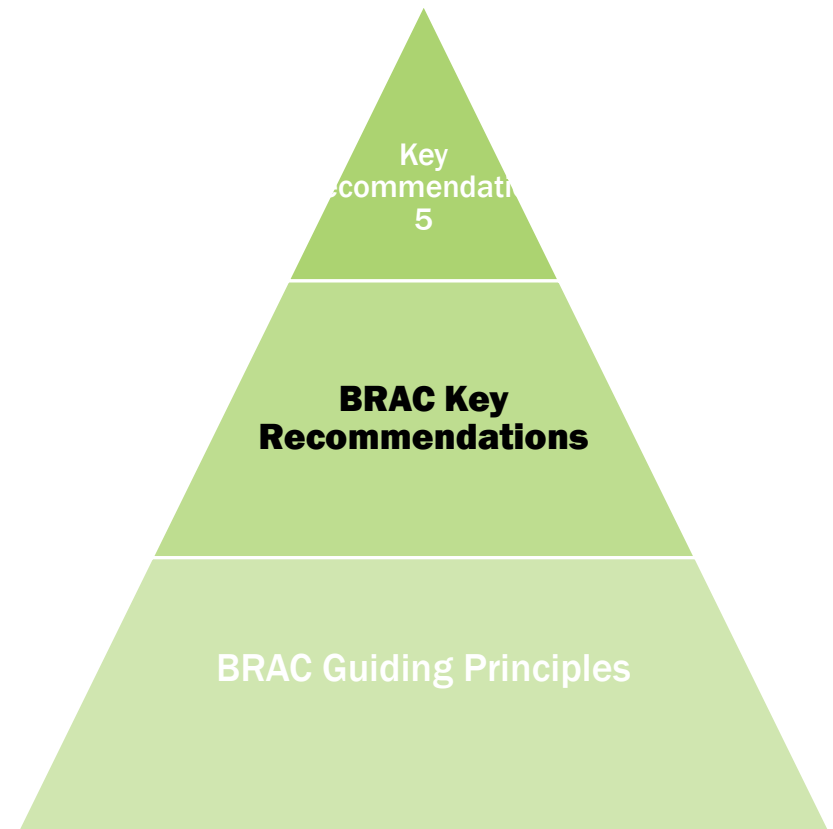 Key
ecommendati
5
BRAC Key
Recommendations
BRAC Guiding Principles